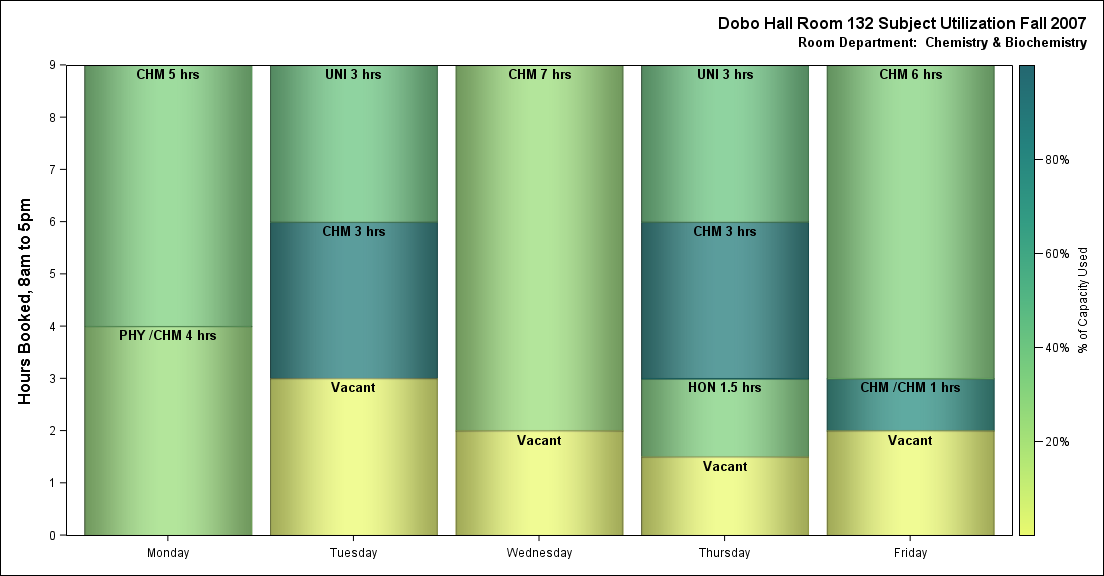 Dobo Hall Room 132 Subject Utilization Fall 2007
Room Department: Chemistry & Biochemistry
Hours Booked, 8am to 5pm
9
8
7
6
5
4
3
2
1
0
CHM 5 hrs
PHY /CHM 4 hrs
UNI 3 hrs
CHM 3 hrs
Vacant
CHM 7 hrs
Vacant
UNI 3 hrs
CHM 3 hrs
HON 1.5 hrs
Vacant
CHM 6 hrs
CHM /CHM 1 hrs
Vacant
Monday
Tuesday
Wednesday
Thursday
Friday
80%
60%
40%
20%
% of Capacity Used